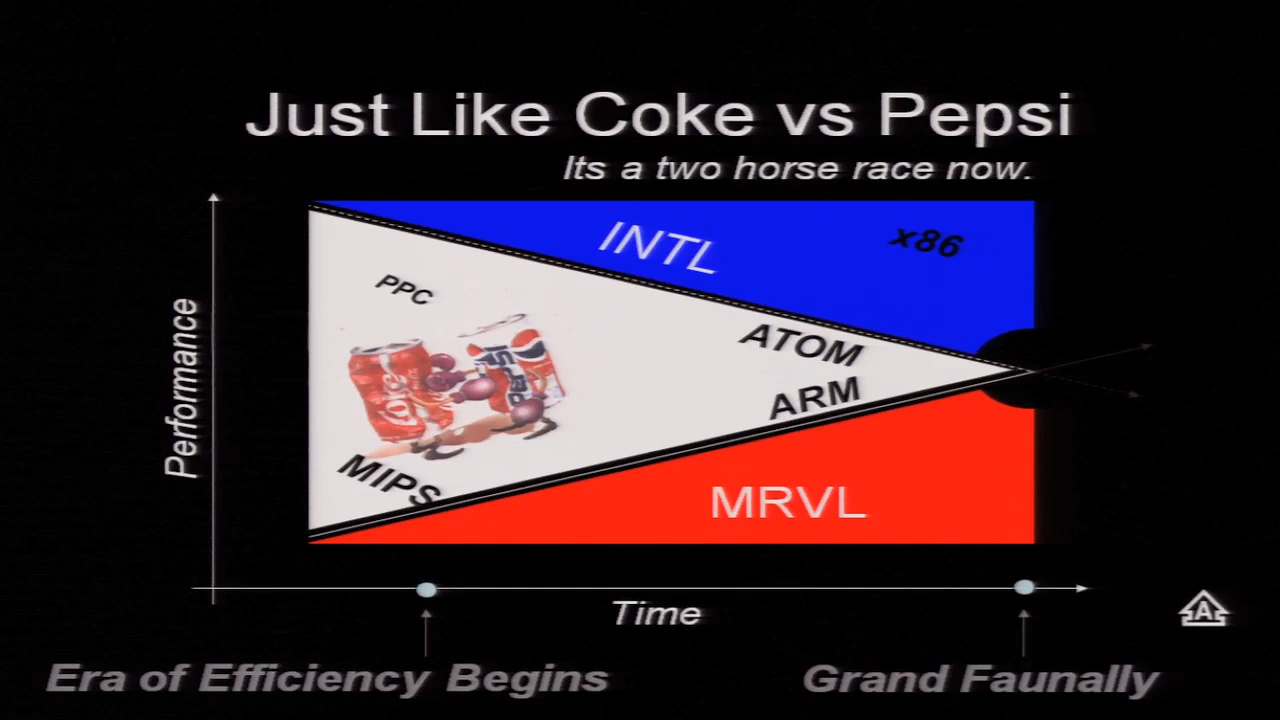 Just Like Coke vs Pepsi
Its a two horse race now.
INTL
x86
PPC
ATOM
ARM
Coke
MIPS
MRVL
Performance
Time
A
Era of Efficiency Begins
Grand Faunally